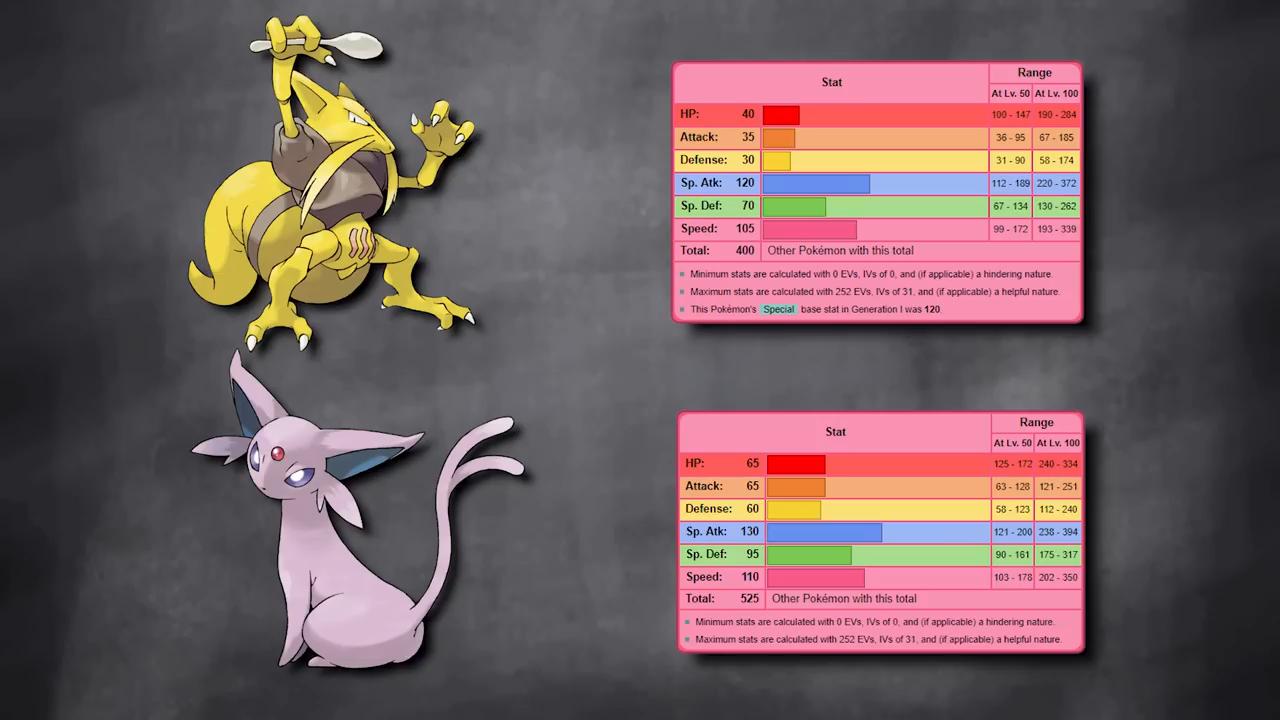 Stat Range
At Lv. 50 At Lv. 100
HP: 40 100 - 147 190 - 284
Attack: 35 36 - 95 67 - 185
Defense: 30 31 - 90 58 - 174
Sp. Atk: 120 112 - 189 220 - 372
Sp. Def: 70 67 - 134 130 - 262
Speed: 105 99 - 172 193 - 339
Total: 400 Other Pokémon with this total
Minimum stats are calculated with 0 EVs, IVs of 0, and (if applicable) a hindering nature.
Maximum stats are calculated with 252 EVs, IVs of 31, and (if applicable) a helpful nature.
This Pokémon's Special base stat in Generation I was 120.
Stat Range
At Lv. 50 At Lv. 100
HP: 65 125 - 172 240 - 334
Attack: 65 63 - 128 121 - 251
Defense: 60 58 - 123 112 - 240
Sp. Atk: 130 121 - 200 238 - 394
Sp. Def: 95 90 - 161 175 - 317
Speed: 110 103 - 178 202 - 350
Total: 525 Other Pokémon with this total
Minimum stats are calculated with 0 EVs, IVs of 0, and (if applicable) a hindering nature.
Maximum stats are calculated with 252 EVs, IVs of 31, and (if applicable) a helpful nature.